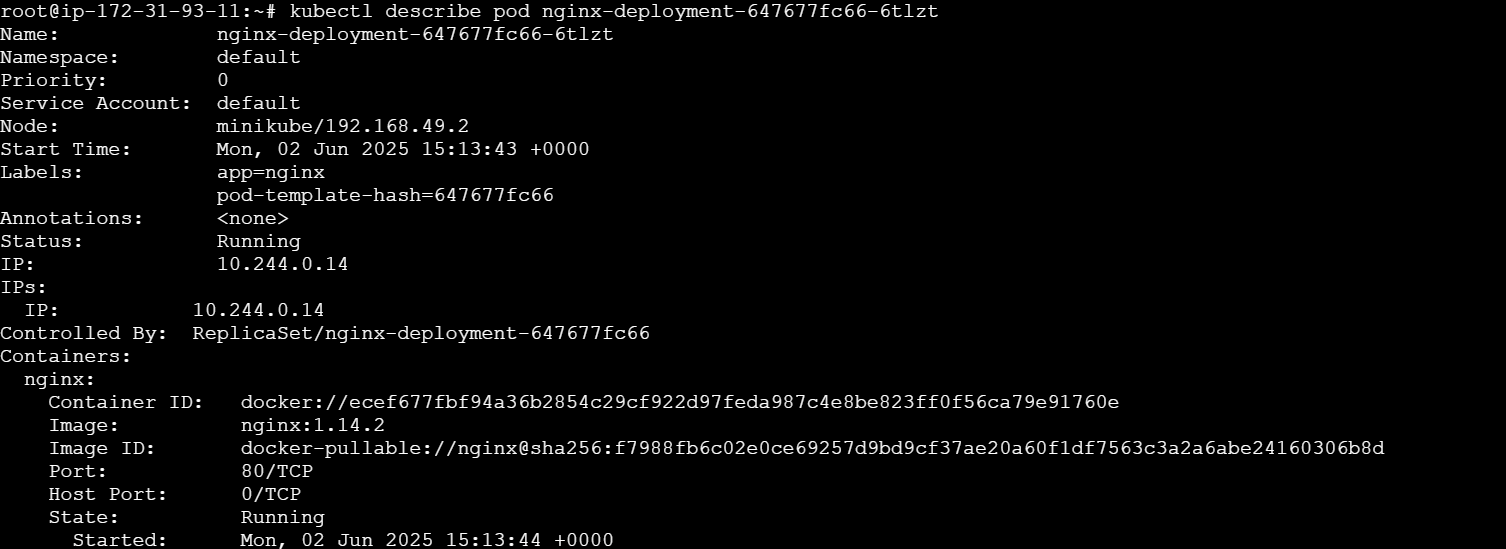 root@ip-172-31-93-11:~# kubectl describe pod nginx-deployment-647677fc66-6tlzt
Name:             nginx-deployment-647677fc66-6tlzt
Namespace:        default
Priority:         0
Service Account:  default
Node:             minikube/192.168.49.2
Start Time:       Mon, 02 Jun 2025 15:13:43 +0000
Labels:           app=nginx
                  pod-template-hash=647677fc66
Annotations:      <none>
Status:           Running
IP:               10.244.0.14
IPs:
  IP:           10.244.0.14
Controlled By:  ReplicaSet/nginx-deployment-647677fc66
Containers:
  nginx:
    Container ID:   docker://ecef677fbf94a36b2854c29cf922d97feda987c4e8be823ff0f56ca79e91760e
    Image:          nginx:1.14.2
    Image ID:       docker-pullable://nginx@sha256:f7988fb6c02e0ce69257d9bd9cf37ae20a60f1df7563c3a2a6abe24160306b8d
    Port:           80/TCP
    Host Port:      0/TCP
    State:          Running
      Started:      Mon, 02 Jun 2025 15:13:44 +0000